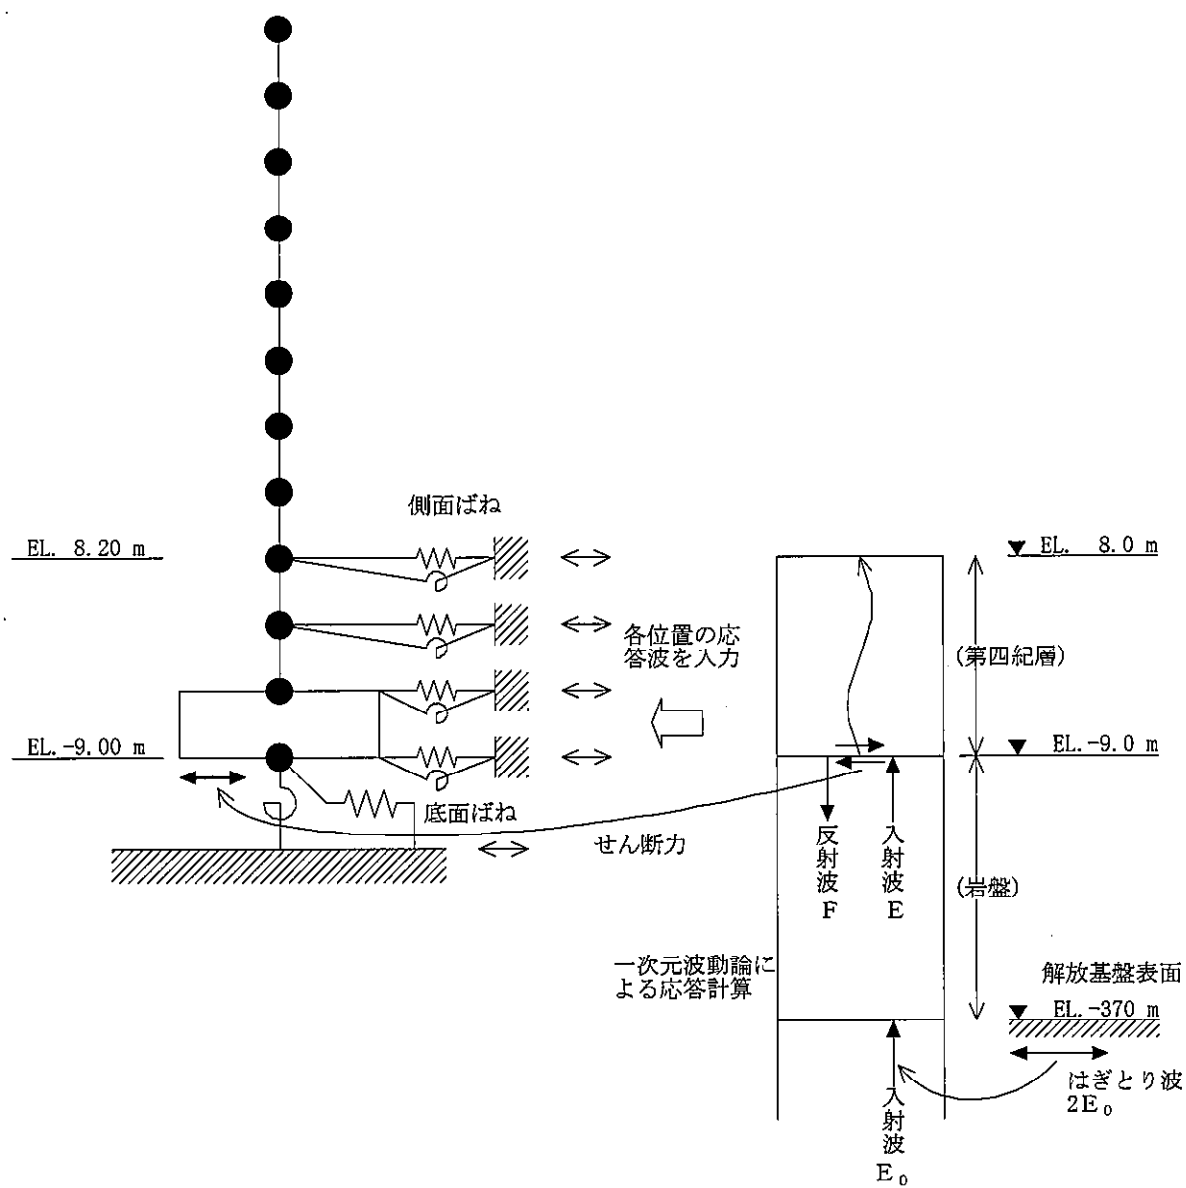 側面ばね
EL. 8.20 m
EL. 8.0 m
各位置の応
答波を入力
(第四紀層)
EL.-9.00 m
EL.-9.0 m
底面ばね
せん断力
反射波F
入射波E
(岩盤)
一次元波動論に
よる応答計算
解放基盤表面
EL.-370 m
はぎとり波
2E₀
入射波E₀